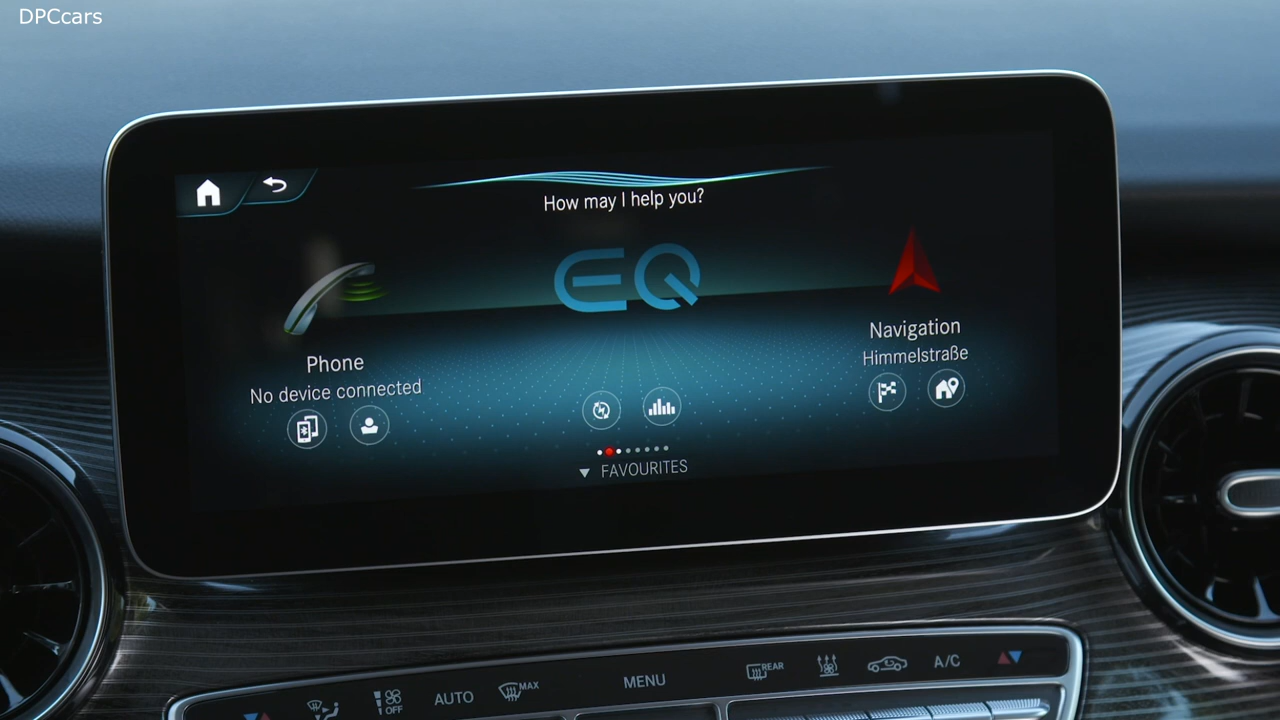 DPCcars
How may I help you?
EQ
Phone
No device connected
Navigation
Himmelstraße
FAVOURITES
OFF
AUTO
MAX
MENU
REAR
A/C